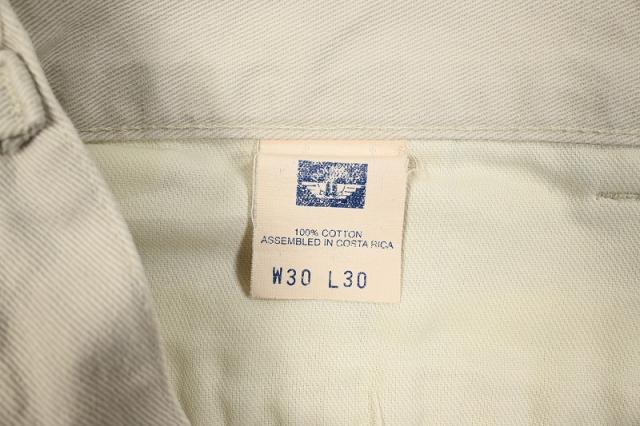 100% COTTON
ASSEMBLED IN COSTA RICA
W30 L30